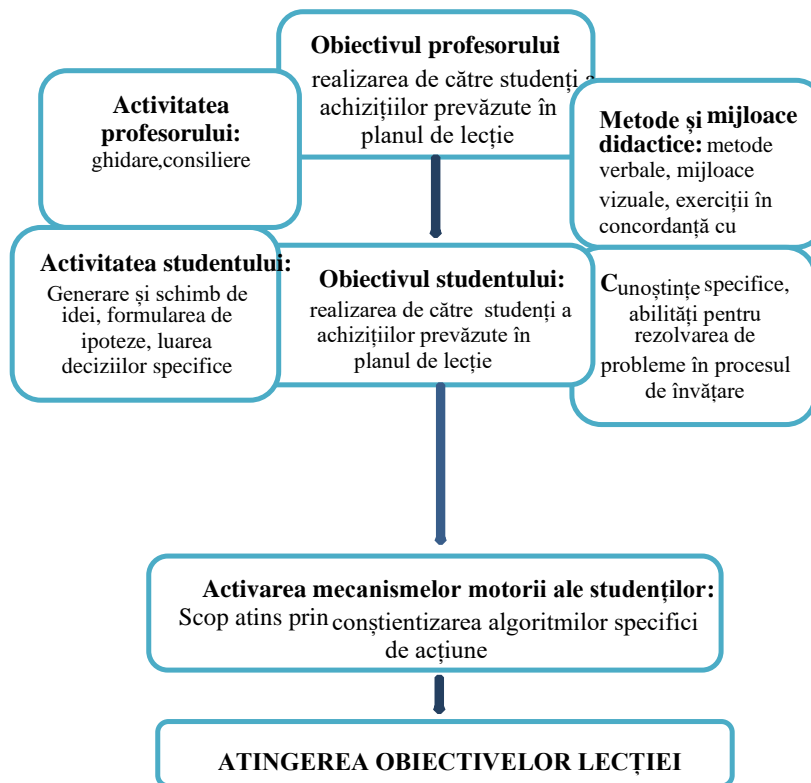 Obiectivul profesorului
realizarea de către studenți a
achizițiilor prevăzute în
planul de lecție
Activitatea
profesorului:
ghidare,consiliere
Metode și mijloace
didactice: metode
verbale, mijloace
vizuale, exerciții în
concordanță cu
Activitatea studentului:
Generare și schimb de
idei, formularea de
ipoteze, luarea
deciziilor specifice
Obiectivul studentului:
realizarea de către studenți a
achizițiilor prevăzute în
planul de lecție
Cunoștințe specifice,
abilități pentru
rezolvarea de
probleme în procesul
de învățare
Activarea mecanismelor motorii ale studenților:
Scop atins prin conștientizarea algoritmilor specifici
de acțiune
ATINGEREA OBIECTIVELOR LECȚIEI